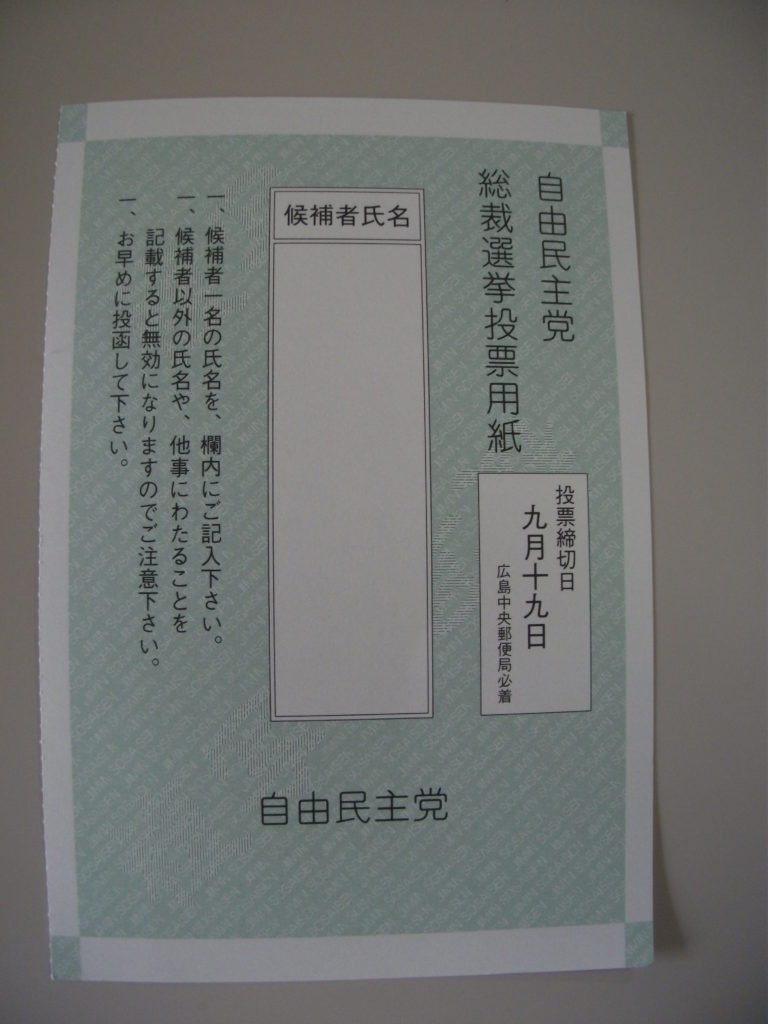 自由民主党
総裁選挙投票用紙
投票締切日
九月十九日
広島中央郵便局必着
候補者氏名
一、候補者一名の氏名を、欄内にご記入下さい。
一、候補者以外の氏名や、他事にわたることを
記載すると無効になりますのでご注意下さい。
一、お早めに投函して下さい。
自由民主党